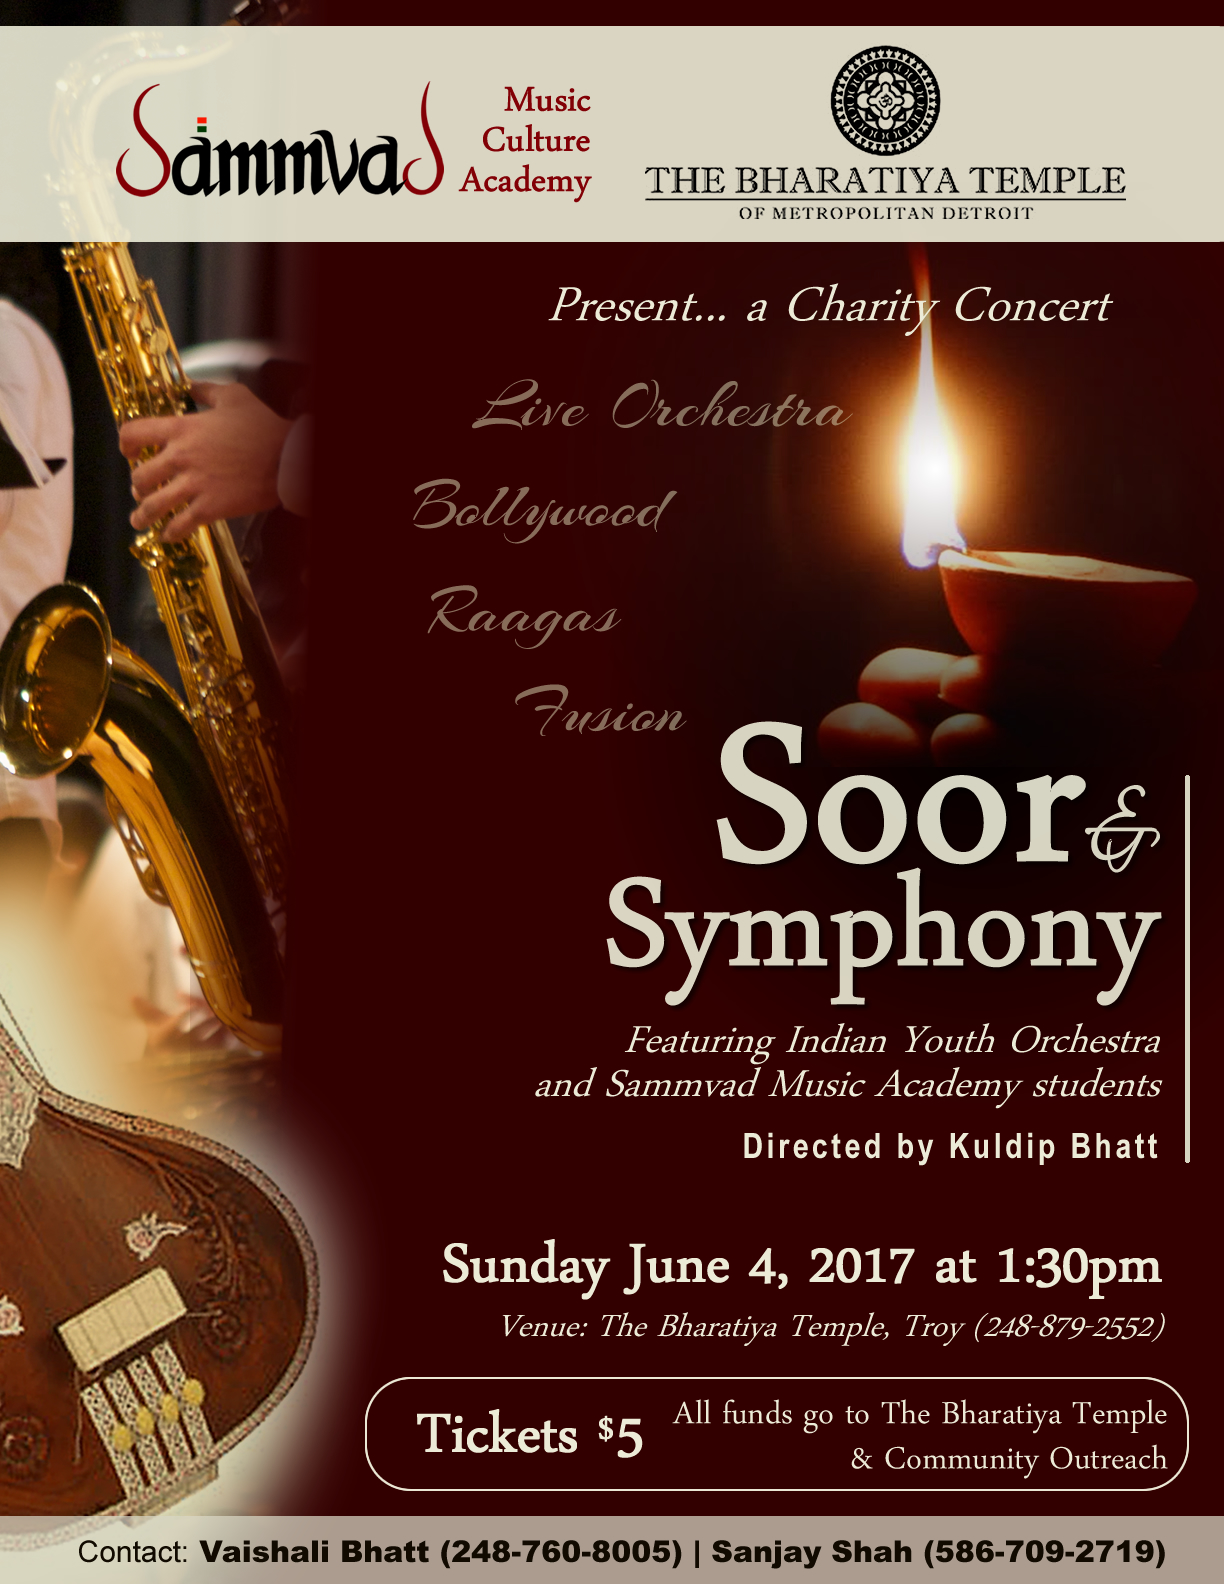 Sammvad
Music
Culture
Academy
THE BHARATIYA TEMPLE
OF METROPOLITAN DETROIT
Present... a Charity Concert
Live Orchestra
Bollywood
Raagas
Fusion
Soor &
Symphony
Featuring Indian Youth Orchestra
and Sammvad Music Academy students
Directed by Kuldip Bhatt
Sunday June 4, 2017 at 1:30pm
Venue: The Bharatiya Temple, Troy (248-879-2552)
Tickets $5
All funds go to The Bharatiya Temple
& Community Outreach
Contact: Vaishali Bhatt (248-760-8005) | Sanjay Shah (586-709-2719)